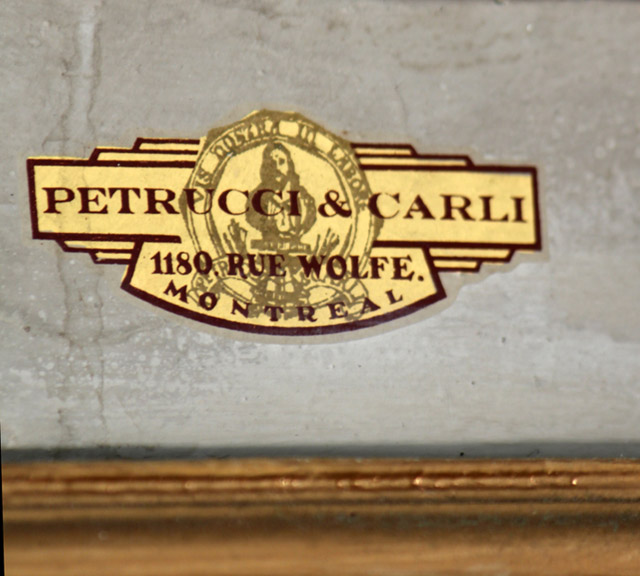 PETRUCCI & CARLI
1180, RUE WOLFE.
MONTREAL